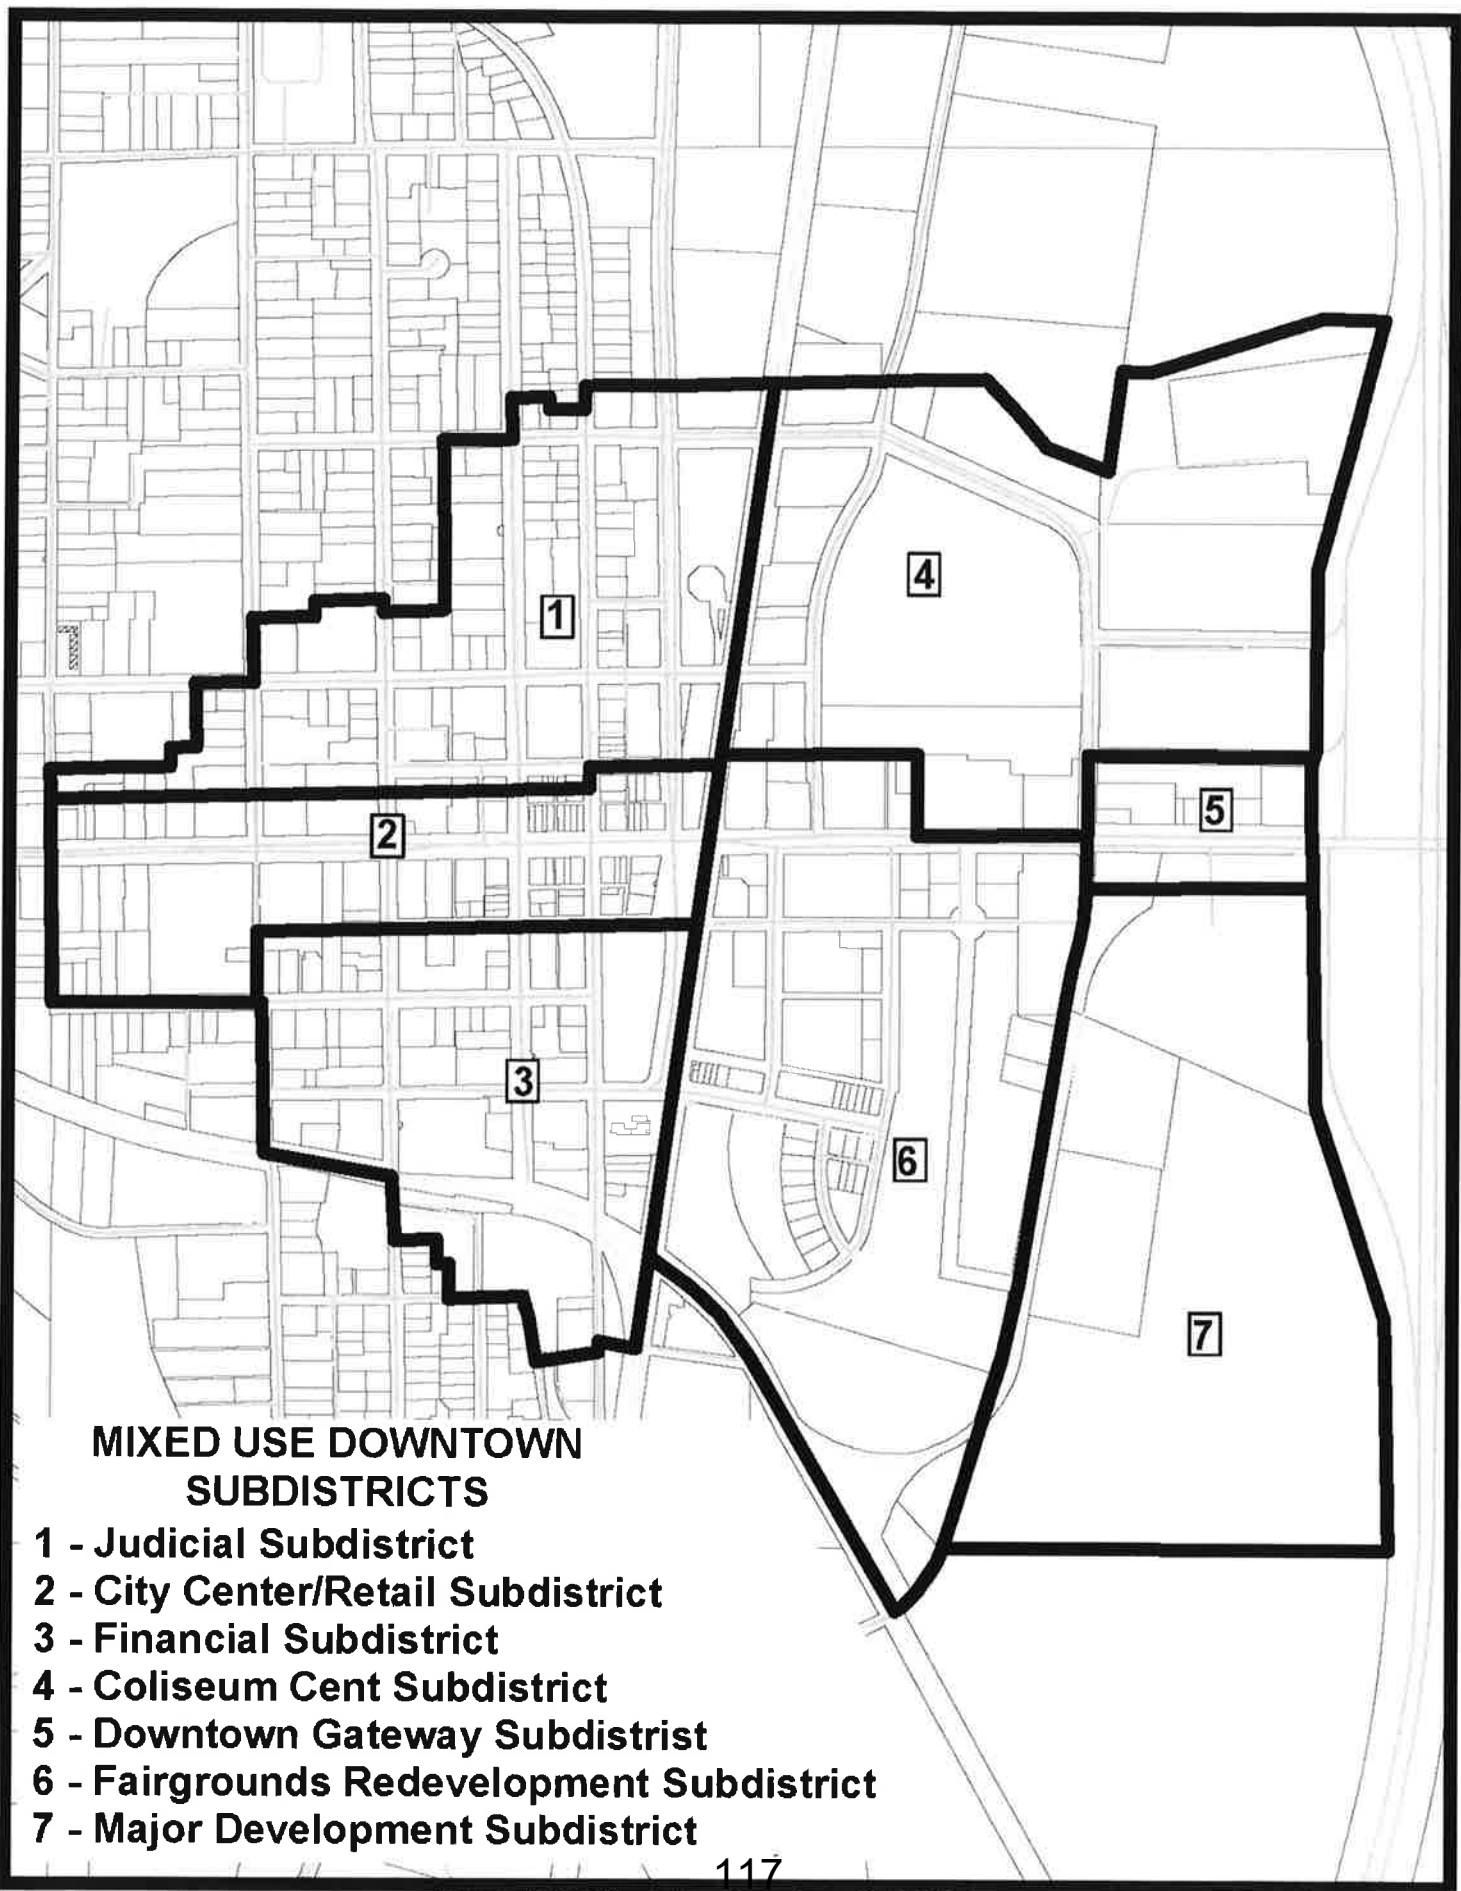 4
1
5
2
3
6
7
MIXED USE DOWNTOWN
SUBDISTRICTS
1 - Judicial Subdistrict
2 - City Center/Retail Subdistrict
3 - Financial Subdistrict
4 - Coliseum Cent Subdistrict
5 - Downtown Gateway Subdistrist
6 - Fairgrounds Redevelopment Subdistrict
7 - Major Development Subdistrict
117